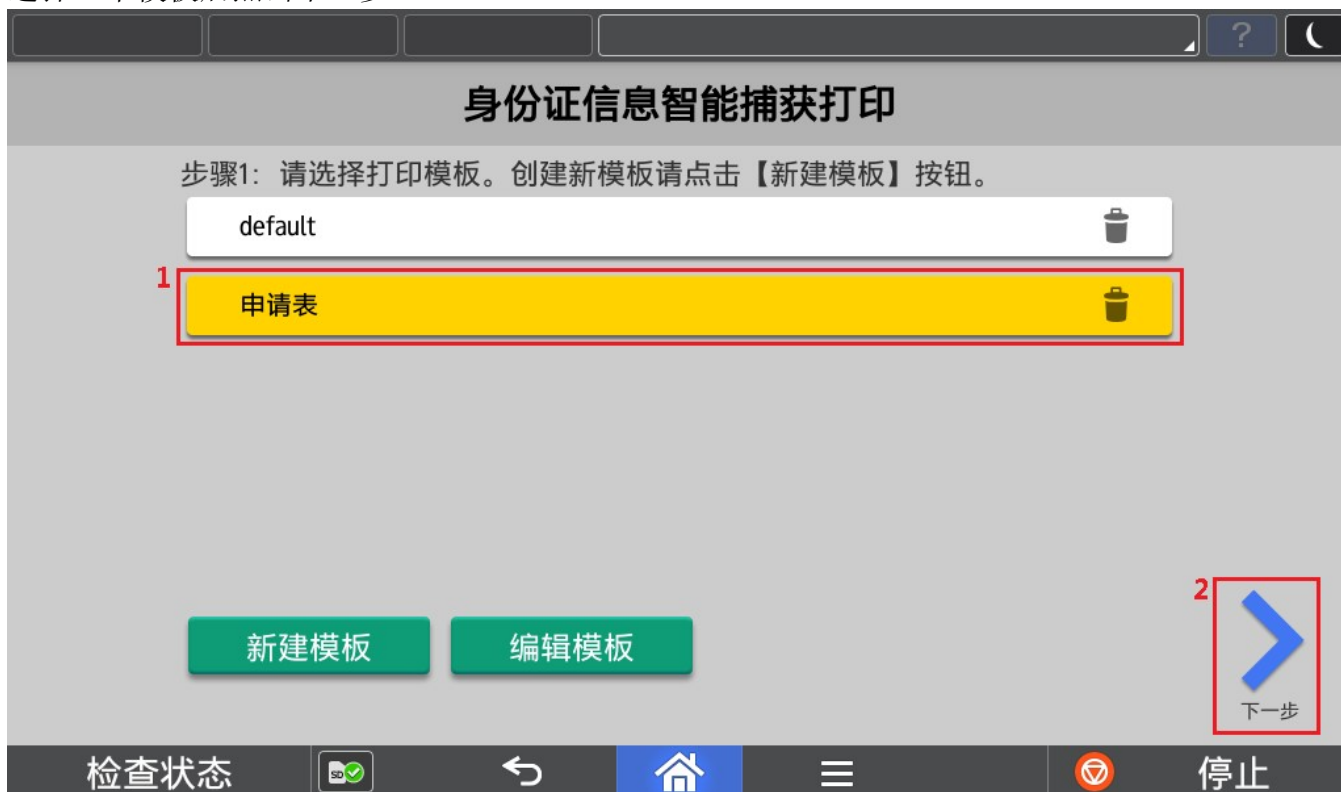 ?
身份证信息智能捕获打印
步骤1：请选择打印模板。创建新模板请点击【新建模板】按钮。
default
1
申请表
2
新建模板 编辑模板
下一步
检查状态 SD 停止